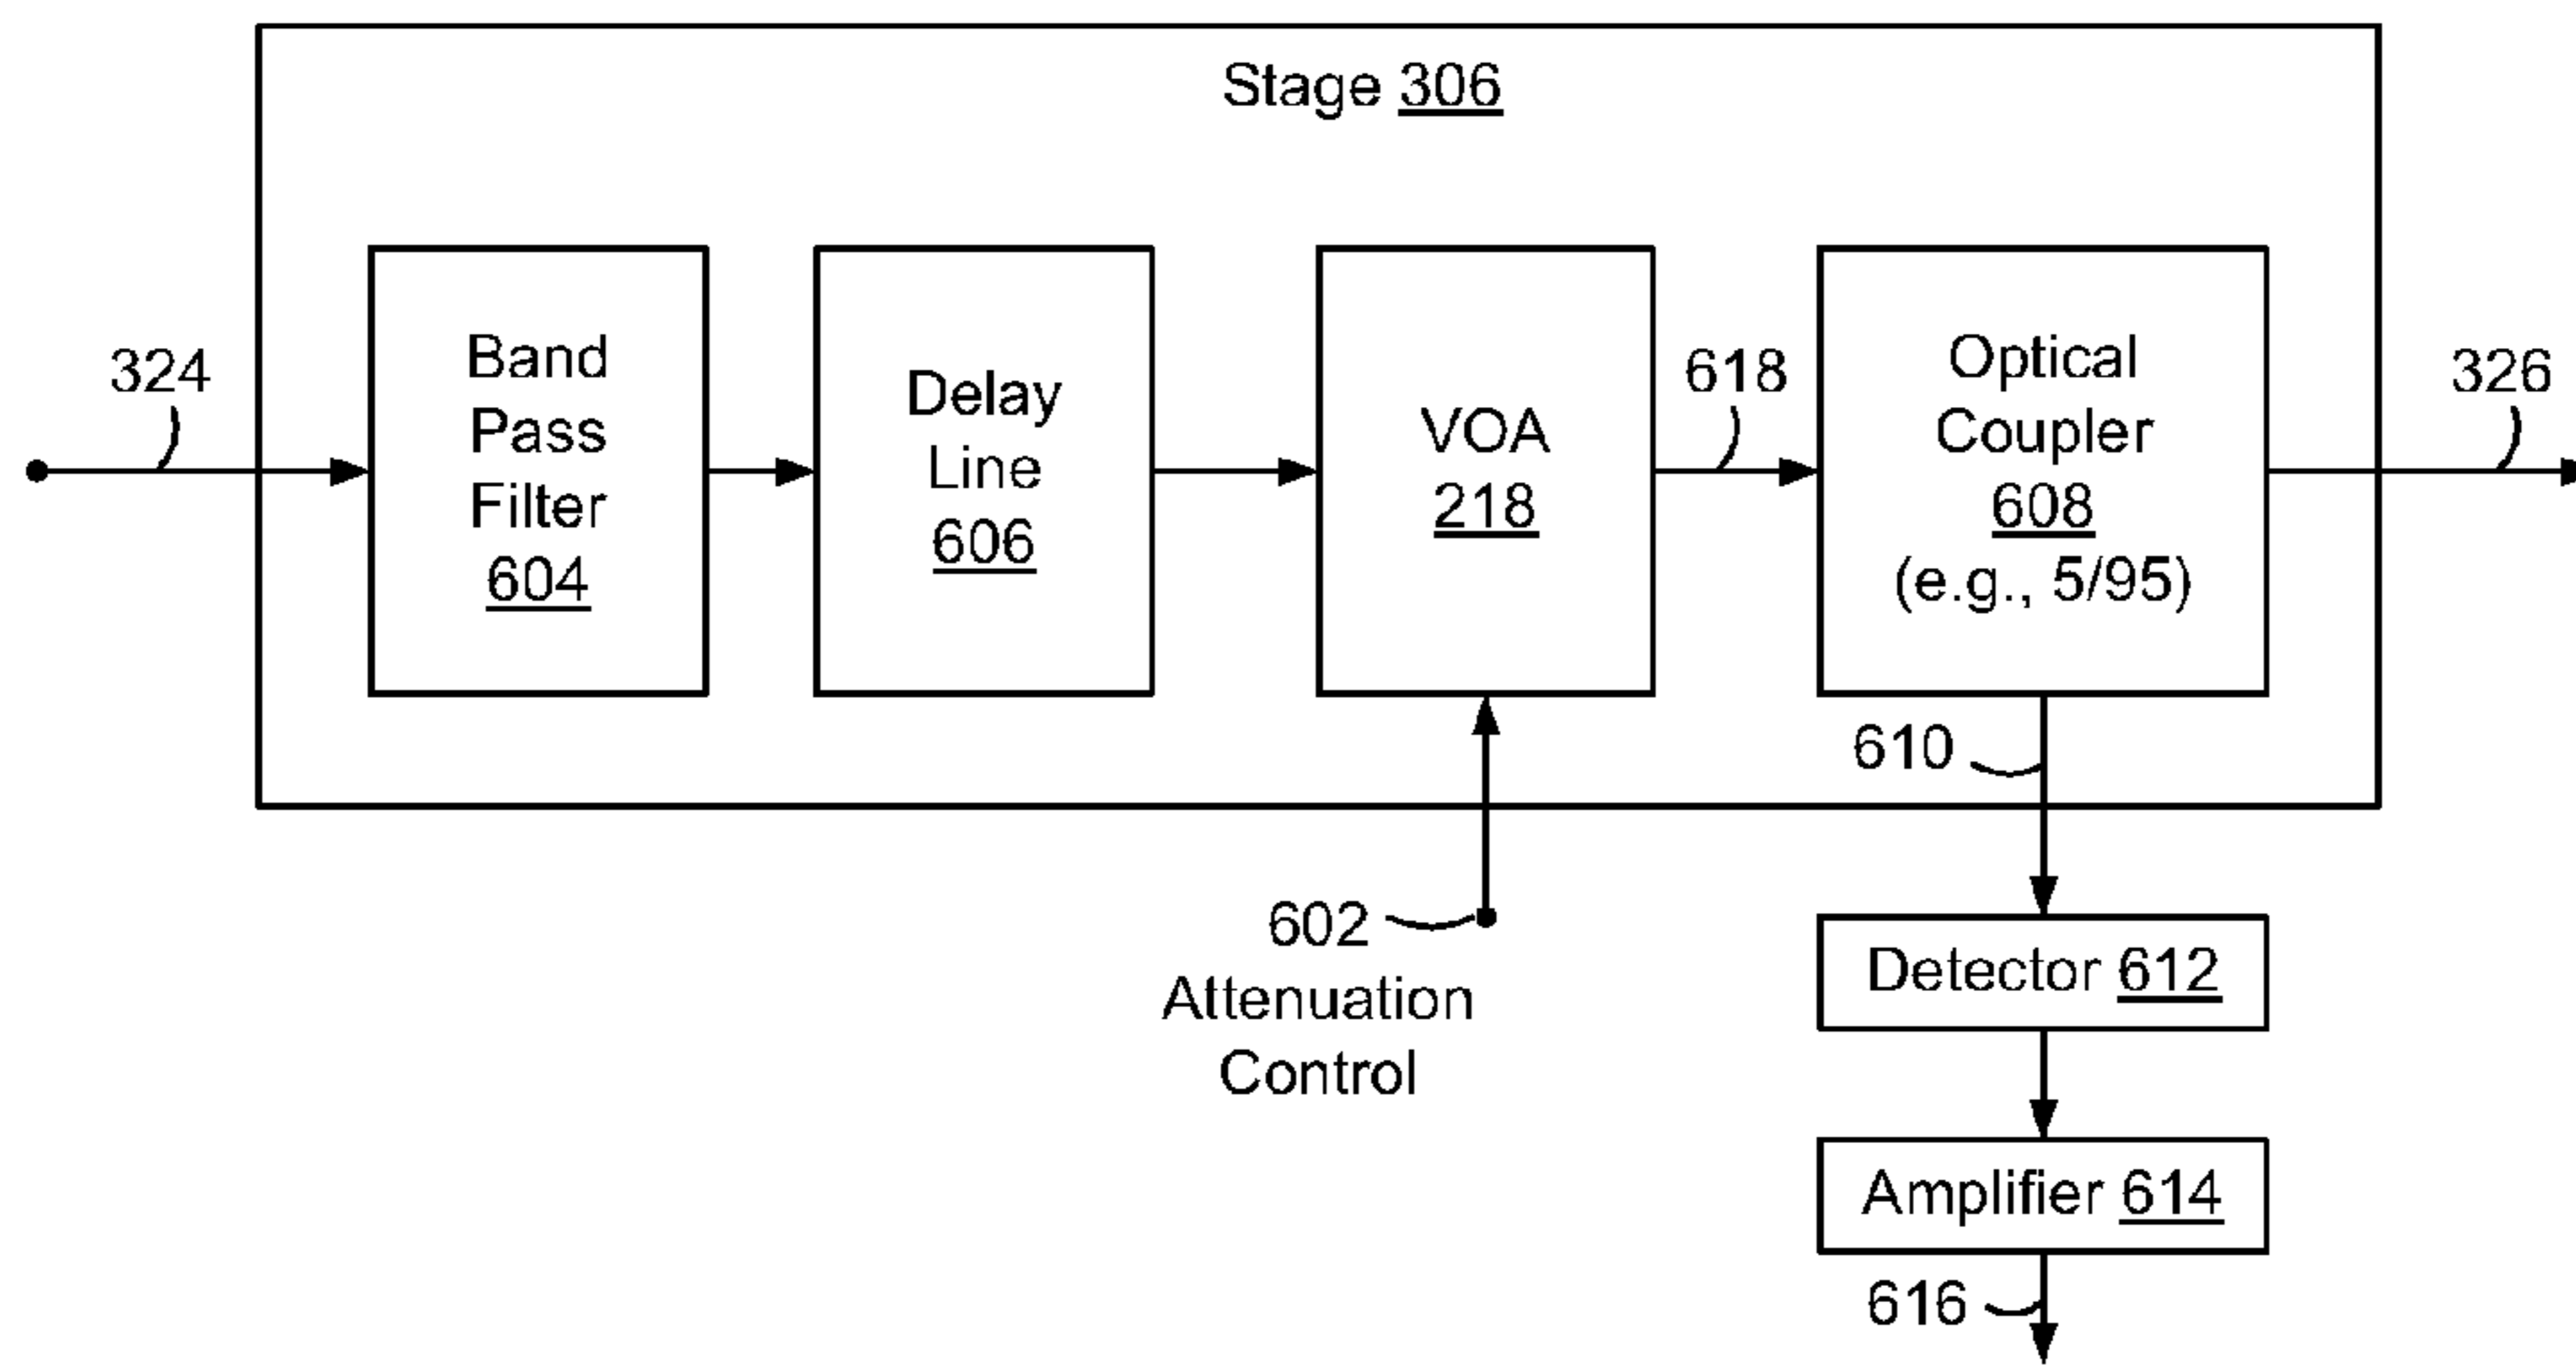 Stage 306
324
Band
Pass
Filter
604
Delay
Line
606
VOA
218
618
Optical
Coupler
608
(e.g., 5/95)
326
610
602
Attenuation
Control
Detector 612
Amplifier 614
616